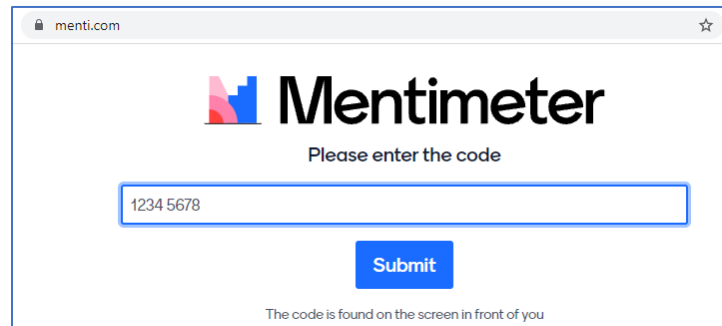 menti.com
Mentimeter
Please enter the code
1234 5678
Submit
The code is found on the screen in front of you